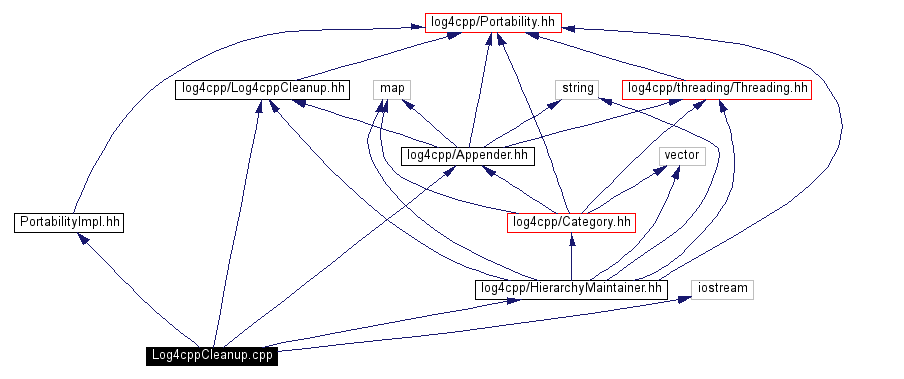 log4cpp/Portability.hh
log4cpp/Log4cppCleanup.hh
map
string
log4cpp/threading/Threading.hh
log4cpp/Appender.hh
vector
PortabilityImpl.hh
log4cpp/Category.hh
log4cpp/HierarchyMaintainer.hh
iostream
Log4cppCleanup.cpp